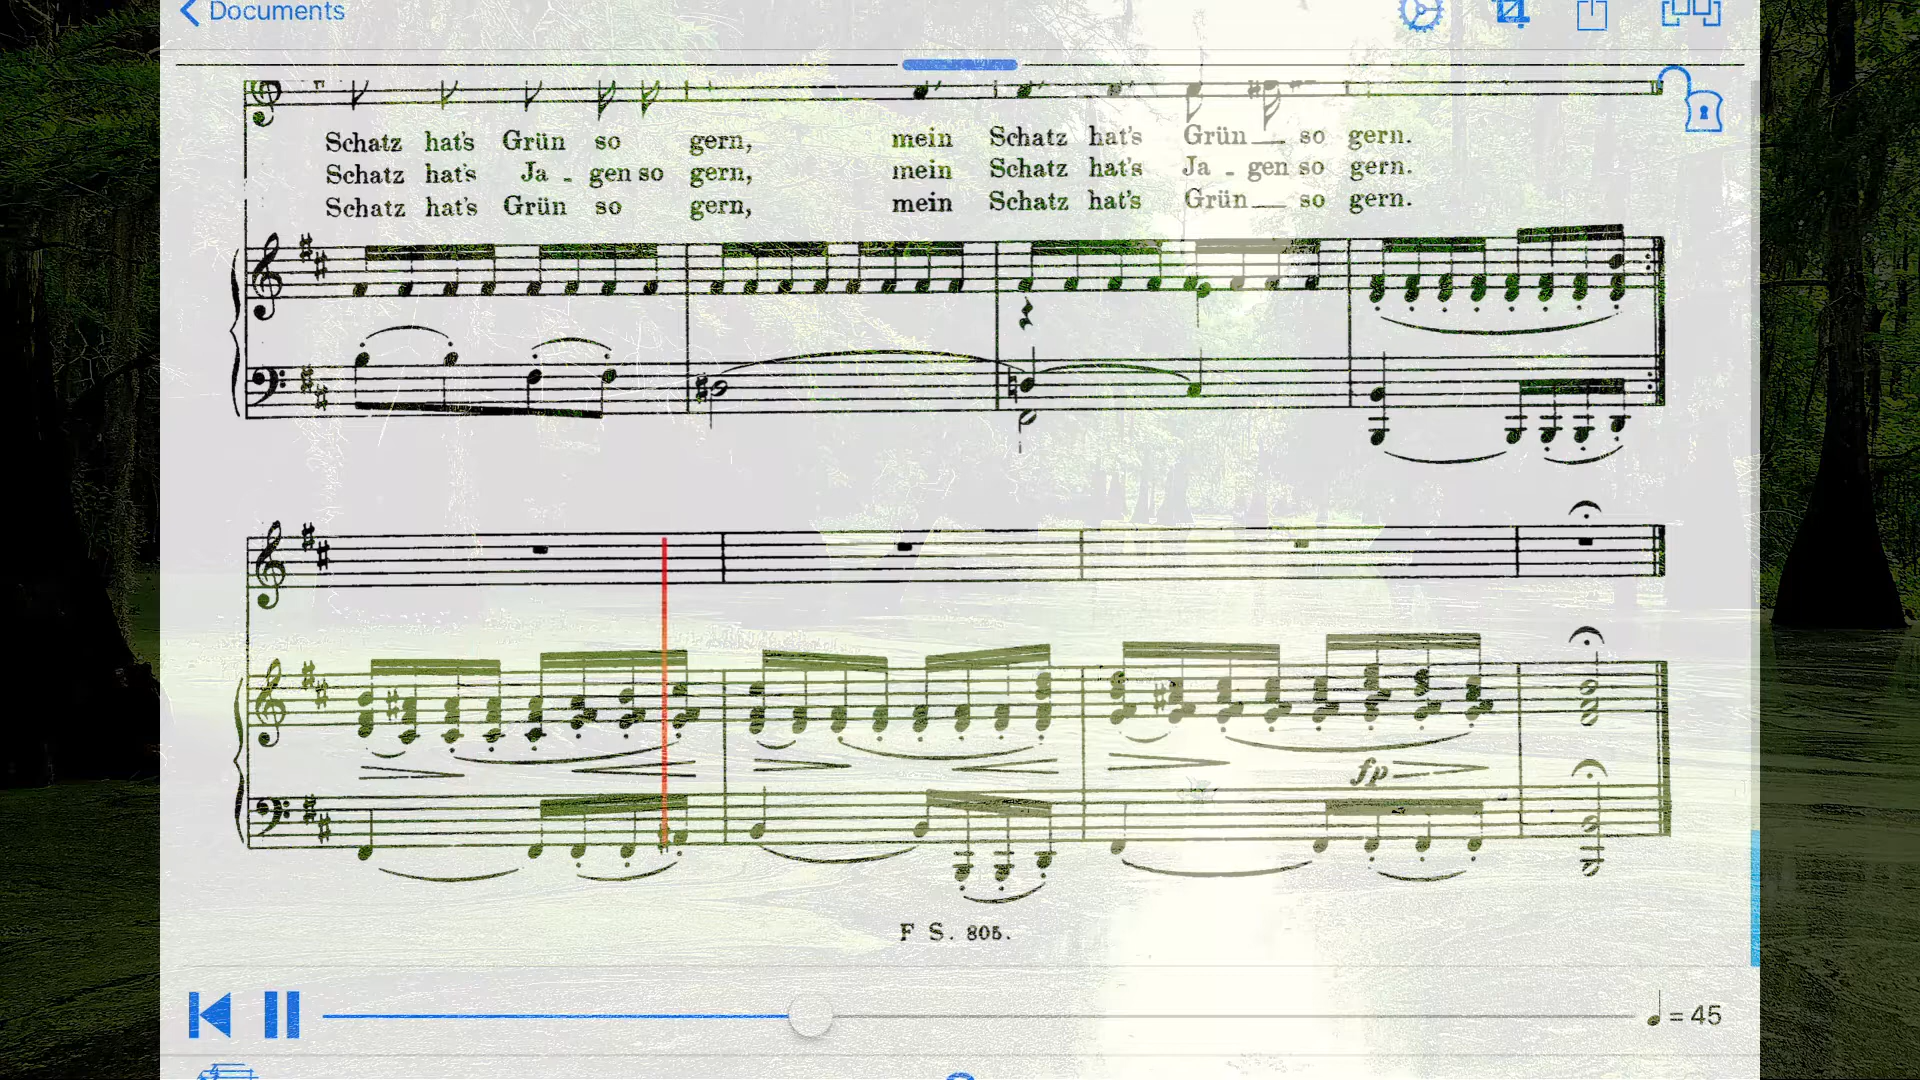 Documents
Schatz hat's Grün so gern, mein Schatz hat's Grün so gern.
Schatz hat's Ja - gen so gern, mein Schatz hat's Ja - gen so gern.
Schatz hat's Grün so gern, mein Schatz hat's Grün so gern.
fp
F S. 805.
= 45